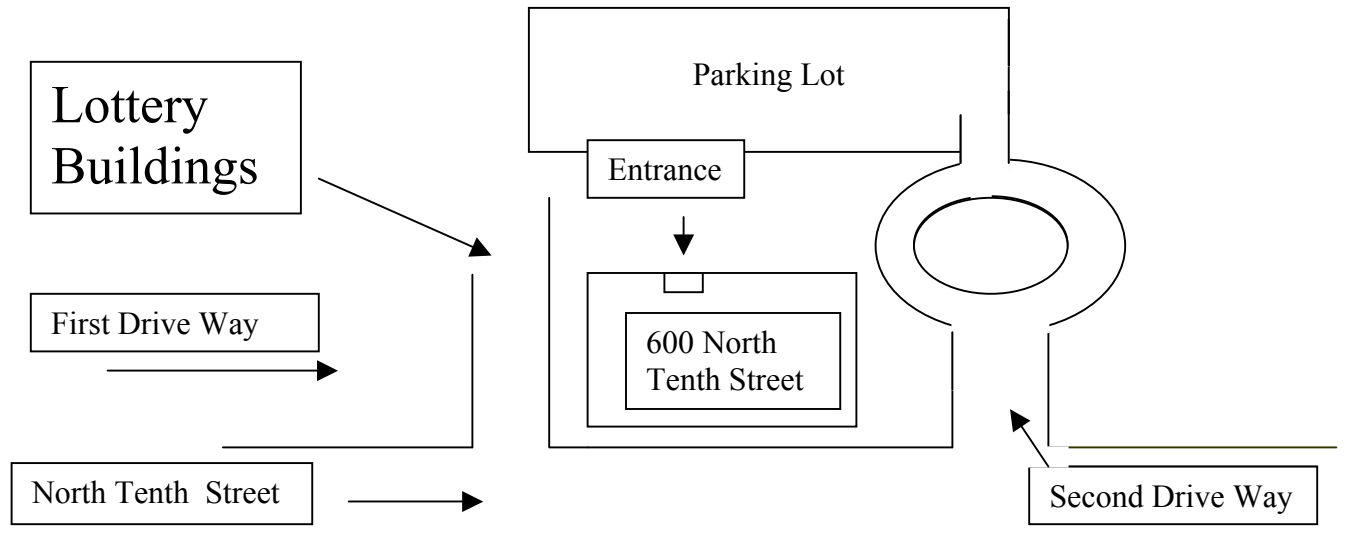 Parking Lot
Lottery
Buildings
Entrance
First Drive Way
600 North
Tenth Street
North Tenth  Street
Second Drive Way